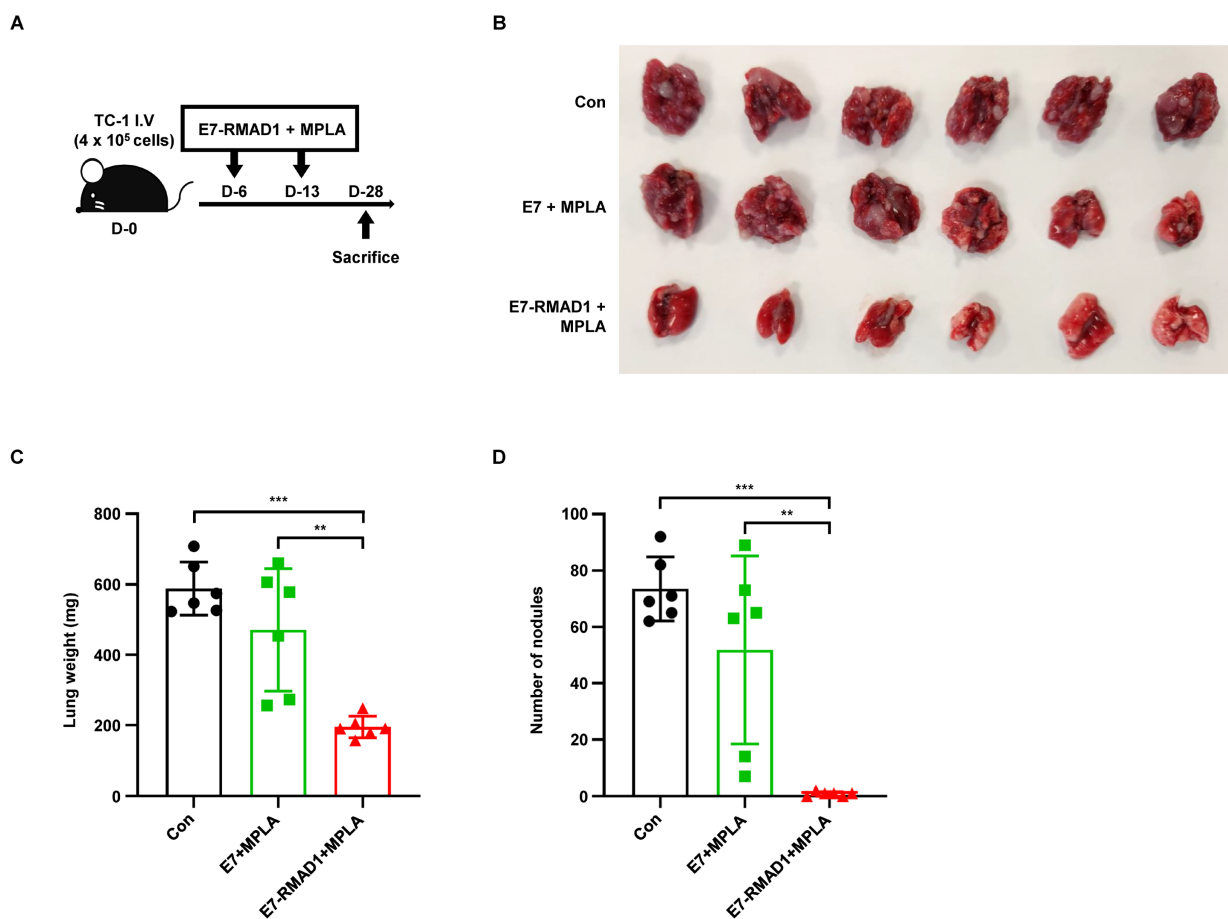 A
TC-1 I.V
(4 x 10⁵ cells)
E7-RMAD1 + MPLA
D-6
D-13
D-28
D-0
Sacrifice
B
Con
E7 + MPLA
E7-RMAD1 +
MPLA
C
Lung weight (mg)
800
600
400
200
0
***
**
Con
E7+MPLA
E7-RMAD1+MPLA
D
Number of nodules
100
80
60
40
20
0
***
**
Con
E7+MPLA
E7-RMAD1+MPLA